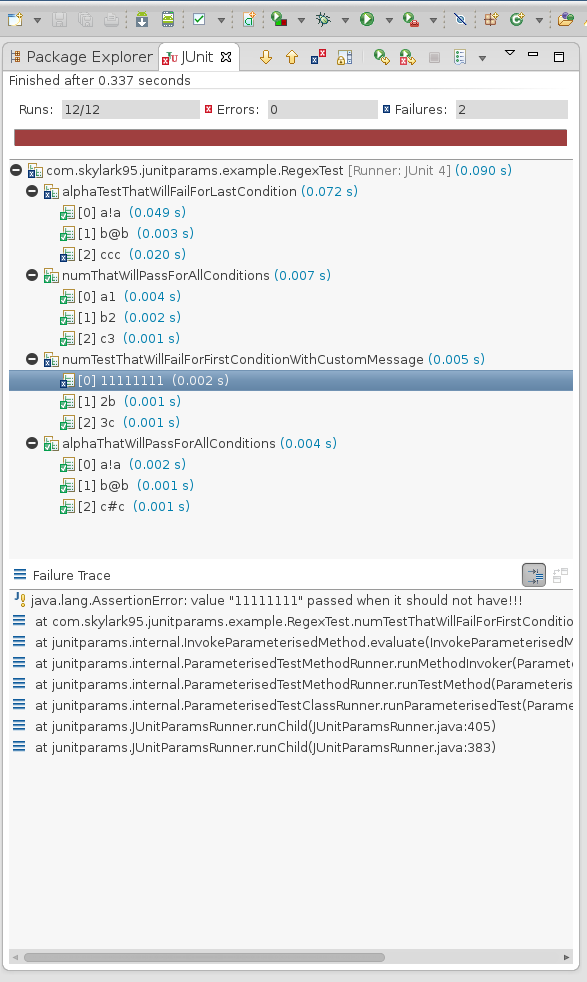 Package Explorer
JUnit
Finished after 0.337 seconds
Runs: 12/12 Errors: 0 Failures: 2
com.skylark95.junitparams.example.RegexTest [Runner: JUnit 4] (0.090 s)
alphaTestThatWillFailForLastCondition (0.072 s)
[0] a!a (0.049 s)
[1] b@b (0.003 s)
[2] ccc (0.020 s)
numThatWillPassForAllConditions (0.007 s)
[0] a1 (0.004 s)
[1] b2 (0.002 s)
[2] c3 (0.001 s)
numTestThatWillFailForFirstConditionWithCustomMessage (0.005 s)
[0] 11111111 (0.002 s)
[1] 2b (0.001 s)
[2] 3c (0.001 s)
alphaThatWillPassForAllConditions (0.004 s)
[0] a!a (0.002 s)
[1] b@b (0.001 s)
[2] c#c (0.001 s)
Failure Trace
java.lang.AssertionError: value "11111111" passed when it should not have!!!
at com.skylark95.junitparams.example.RegexTest.numTestThatWillFailForFirstConditio
at junitparams.internal.InvokeParameterisedMethod.evaluate(InvokeParameterisedM
at junitparams.internal.ParameterisedTestMethodRunner.runMethodInvoker(Paramet
at junitparams.internal.ParameterisedTestMethodRunner.runTestMethod(Parameteris
at junitparams.internal.ParameterisedTestClassRunner.runParameterisedTest(Parame
at junitparams.JUnitParamsRunner.runChild(JUnitParamsRunner.java:405)
at junitparams.JUnitParamsRunner.runChild(JUnitParamsRunner.java:383)